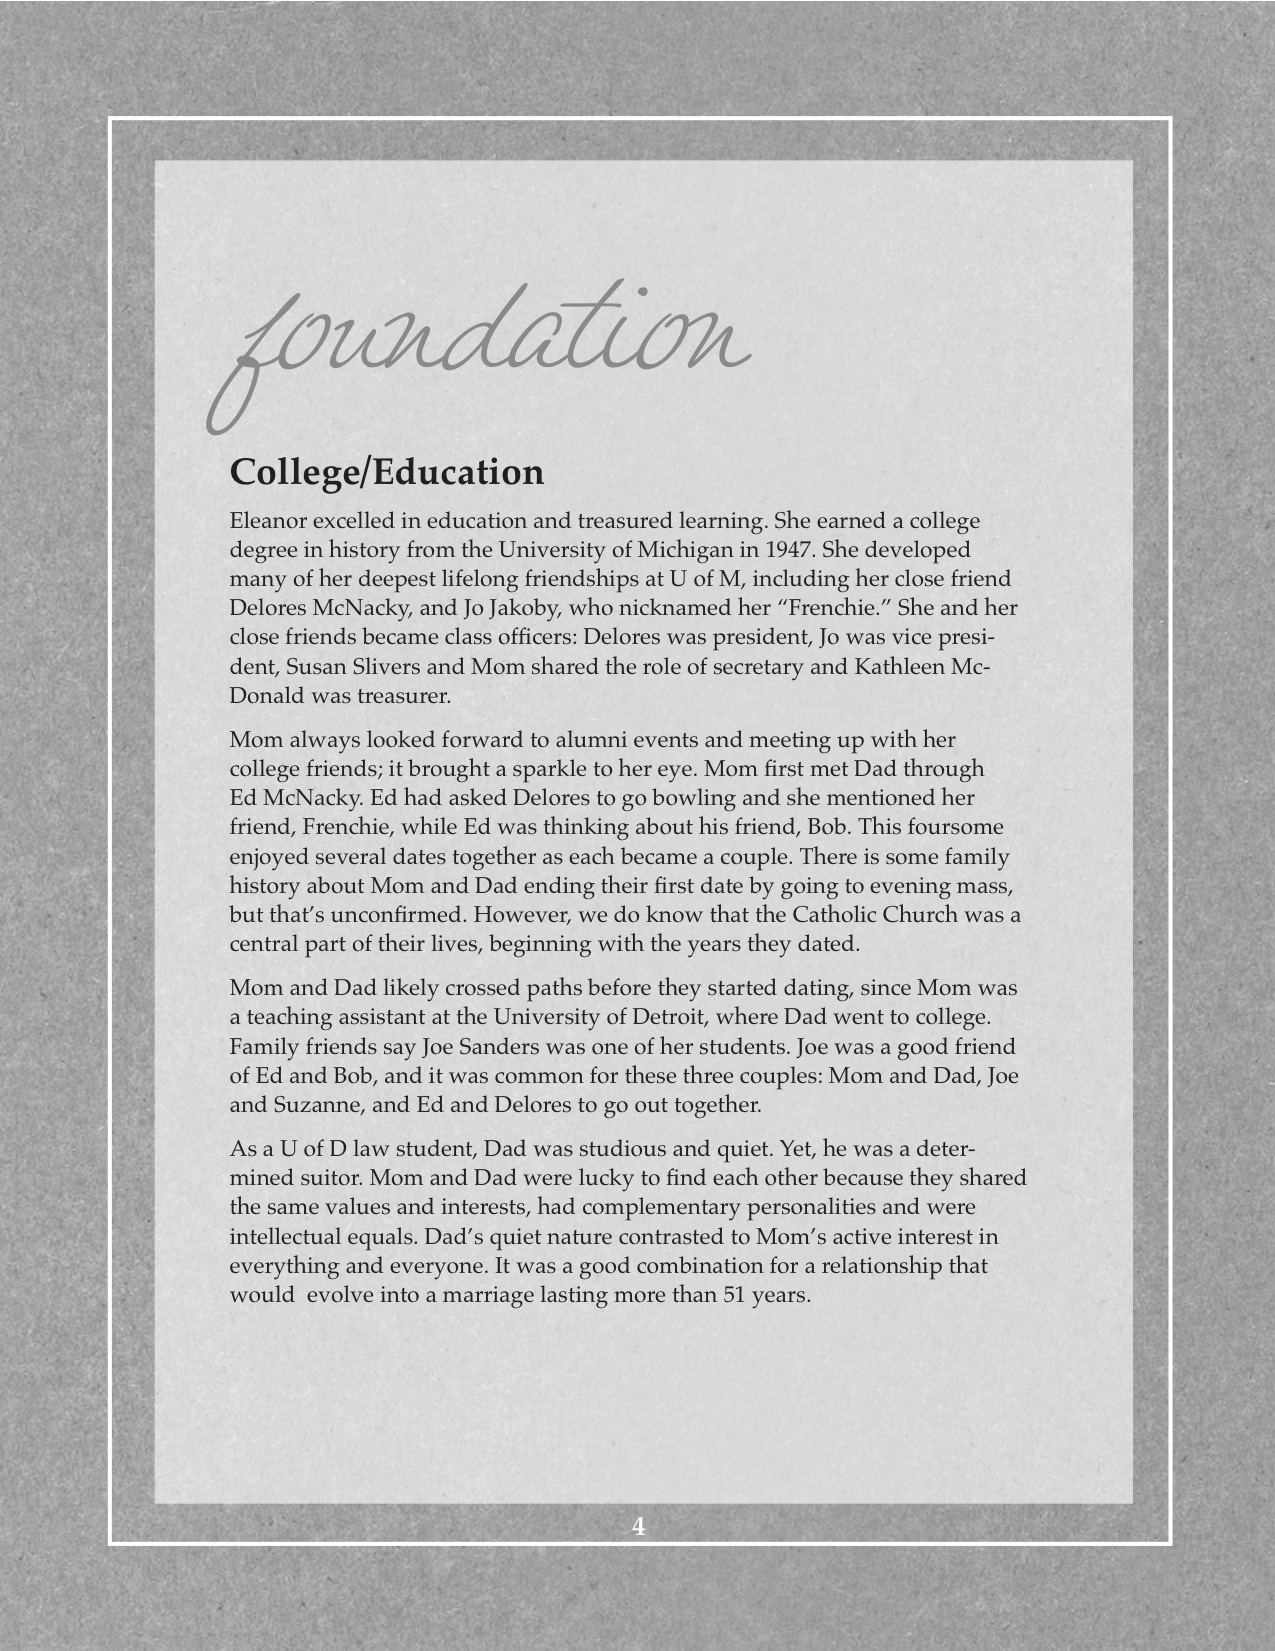 foundation
College/Education
Eleanor excelled in education and treasured learning. She earned a college
degree in history from the University of Michigan in 1947. She developed
many of her deepest lifelong friendships at U of M, including her close friend
Delores McNacky, and Jo Jakoby, who nicknamed her “Frenchie.” She and her
close friends became class officers: Delores was president, Jo was vice presi-
dent, Susan Slivers and Mom shared the role of secretary and Kathleen Mc-
Donald was treasurer.
Mom always looked forward to alumni events and meeting up with her
college friends; it brought a sparkle to her eye. Mom first met Dad through
Ed McNacky. Ed had asked Delores to go bowling and she mentioned her
friend, Frenchie, while Ed was thinking about his friend, Bob. This foursome
enjoyed several dates together as each became a couple. There is some family
history about Mom and Dad ending their first date by going to evening mass,
but that’s unconfirmed. However, we do know that the Catholic Church was a
central part of their lives, beginning with the years they dated.
Mom and Dad likely crossed paths before they started dating, since Mom was
a teaching assistant at the University of Detroit, where Dad went to college.
Family friends say Joe Sanders was one of her students. Joe was a good friend
of Ed and Bob, and it was common for these three couples: Mom and Dad, Joe
and Suzanne, and Ed and Delores to go out together.
As a U of D law student, Dad was studious and quiet. Yet, he was a deter-
mined suitor. Mom and Dad were lucky to find each other because they shared
the same values and interests, had complementary personalities and were
intellectual equals. Dad’s quiet nature contrasted to Mom’s active interest in
everything and everyone. It was a good combination for a relationship that
would  evolve into a marriage lasting more than 51 years.
4